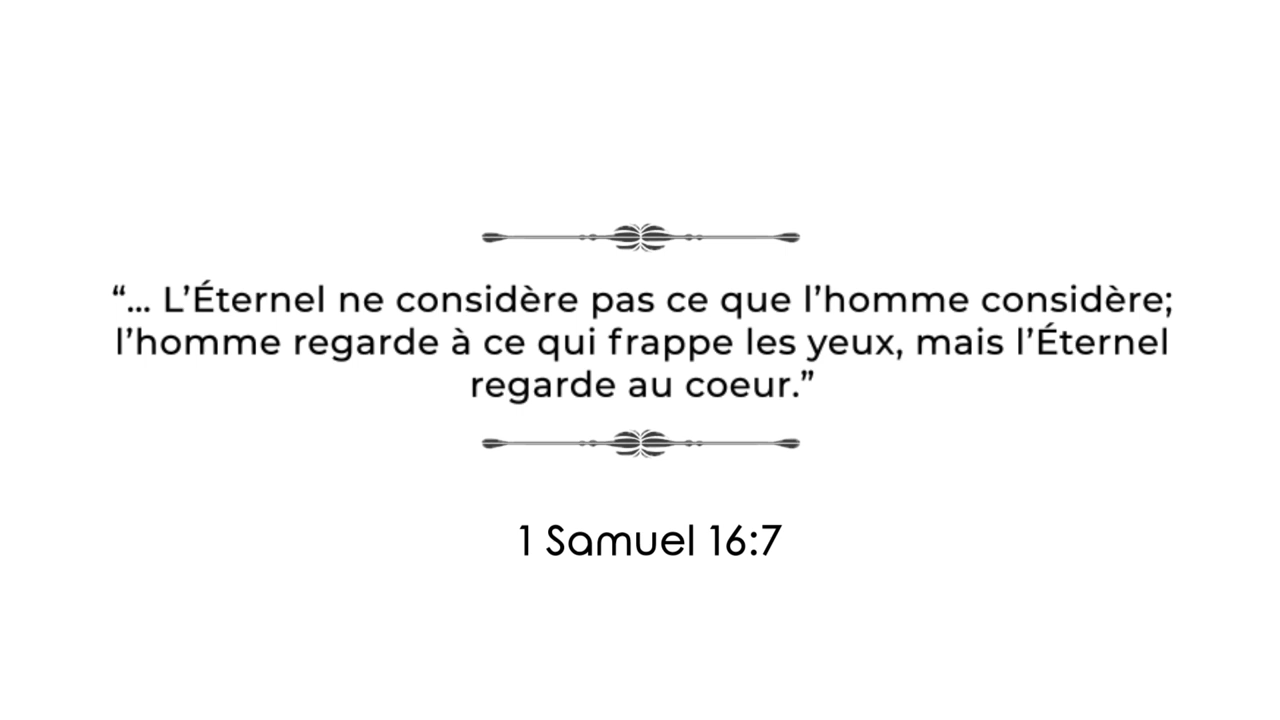 “... L’Éternel ne considère pas ce que l’homme considère;
l’homme regarde à ce qui frappe les yeux, mais l’Éternel
regarde au coeur.”
1 Samuel 16:7